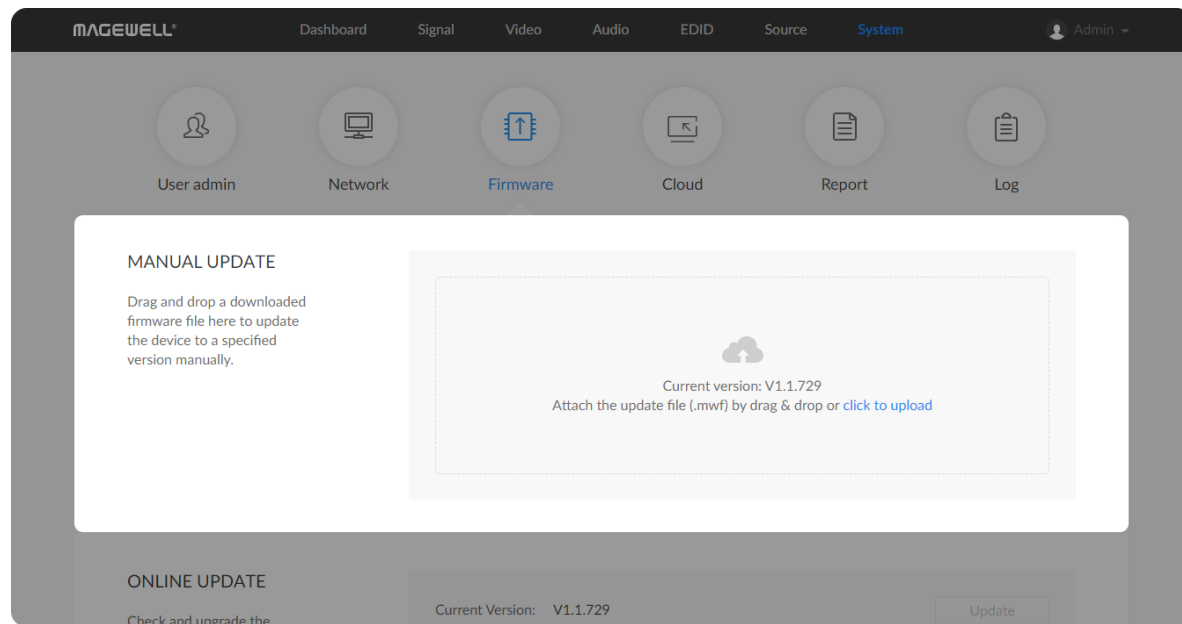 MAGEWELL® Dashboard Signal Video Audio EDID Source System Admin
User admin Network Firmware Cloud Report Log
MANUAL UPDATE
Drag and drop a downloaded
firmware file here to update
the device to a specified
version manually.
Current version: V1.1.729
Attach the update file (.mwf) by drag & drop or click to upload
ONLINE UPDATE
Check and upgrade the
Current Version: V1.1.729 Update